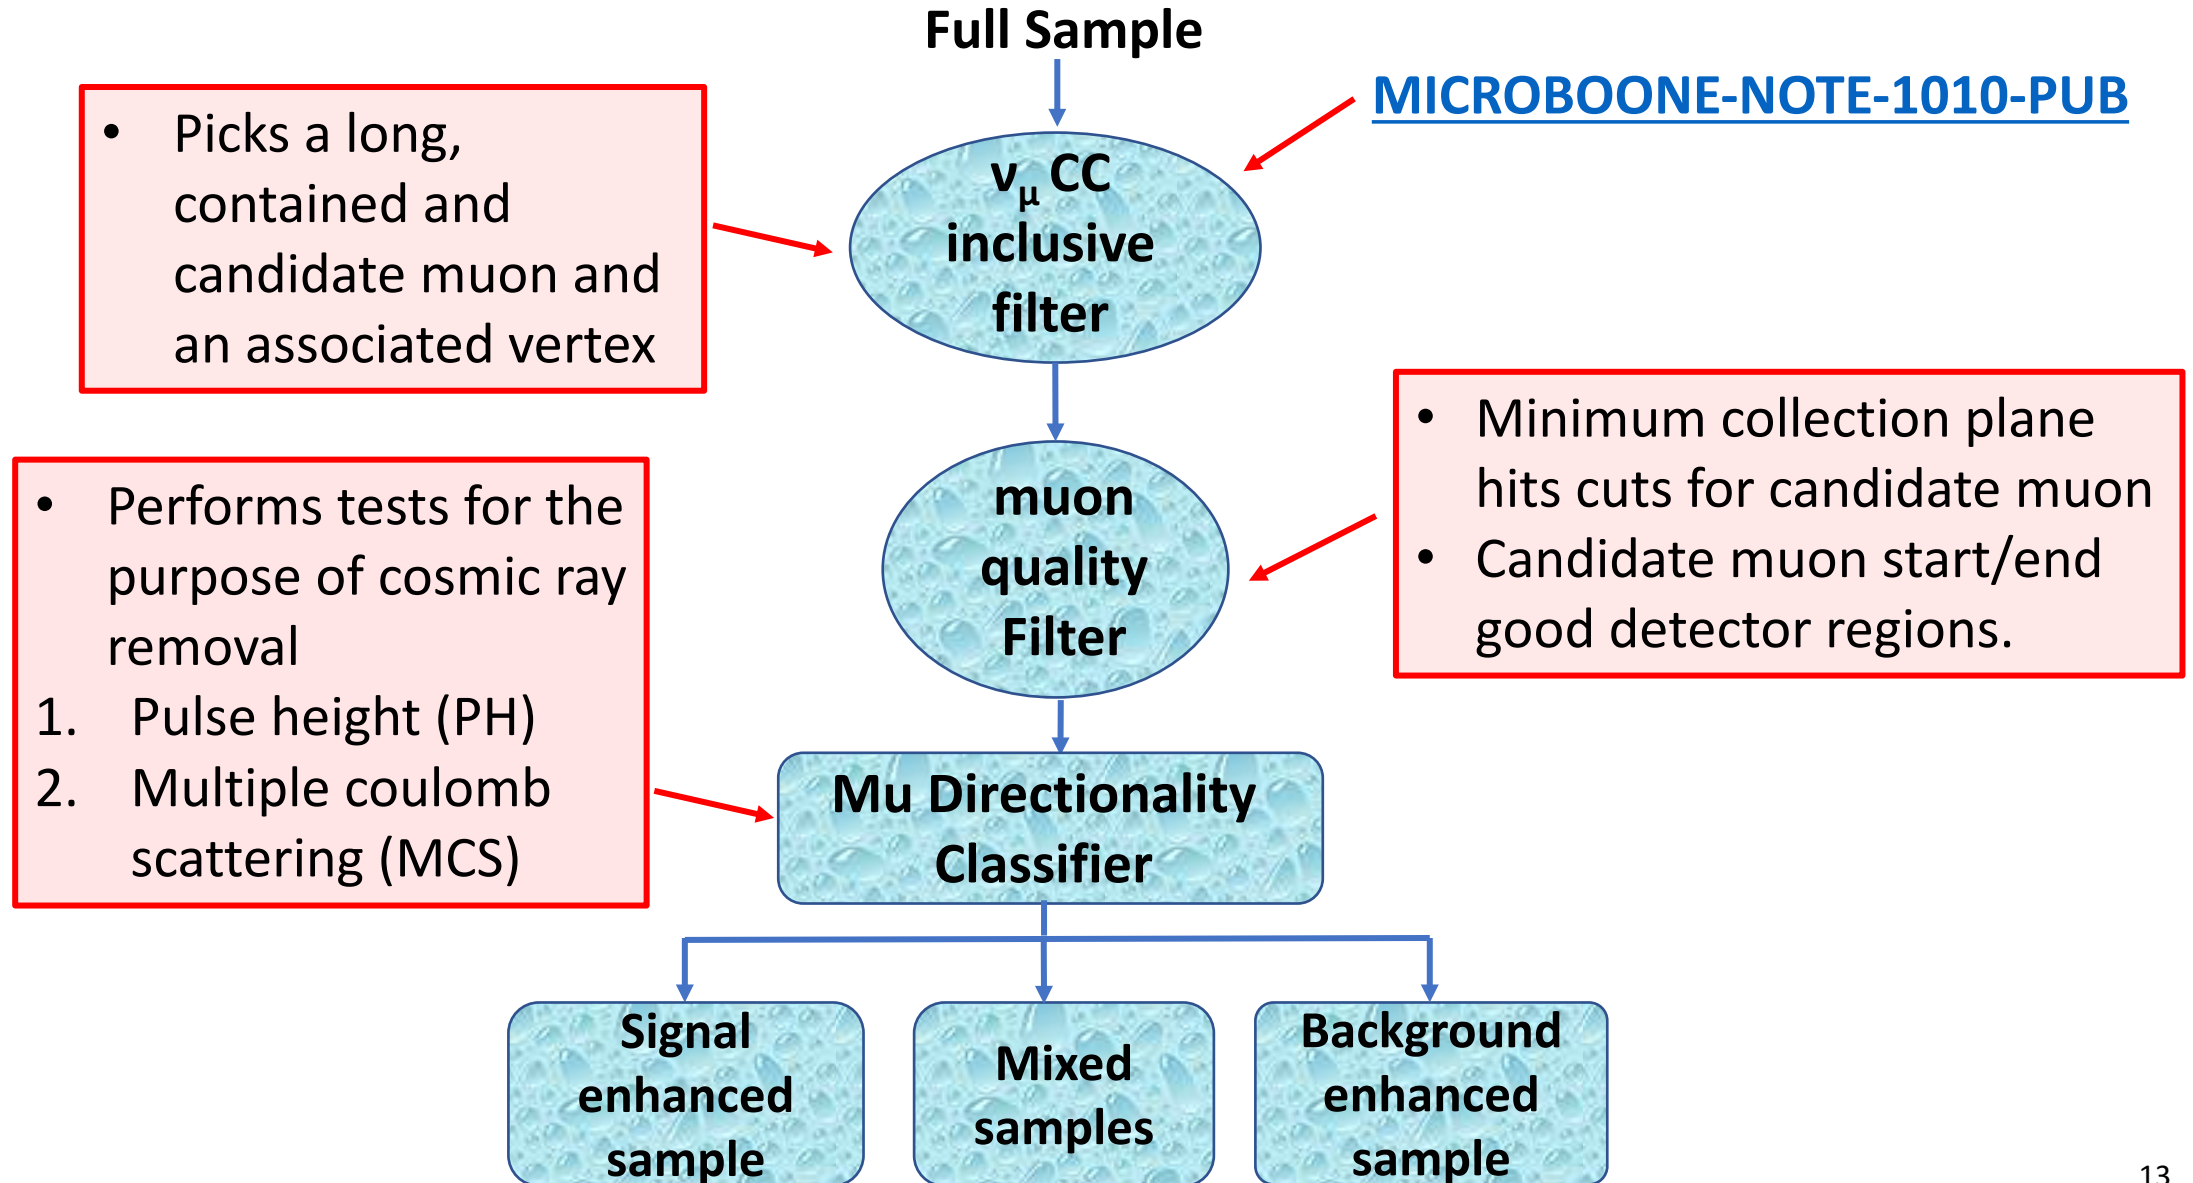 Full Sample
MICROBOONE-NOTE-1010-PUB
• Picks a long,
contained and
candidate muon and
an associated vertex
νμ CC
inclusive
filter
• Minimum collection plane
hits cuts for candidate muon
• Candidate muon start/end
good detector regions.
muon
quality
Filter
• Performs tests for the
purpose of cosmic ray
removal
1. Pulse height (PH)
2. Multiple coulomb
scattering (MCS)
Mu Directionality
Classifier
Signal
enhanced
sample
Mixed
samples
Background
enhanced
sample
13